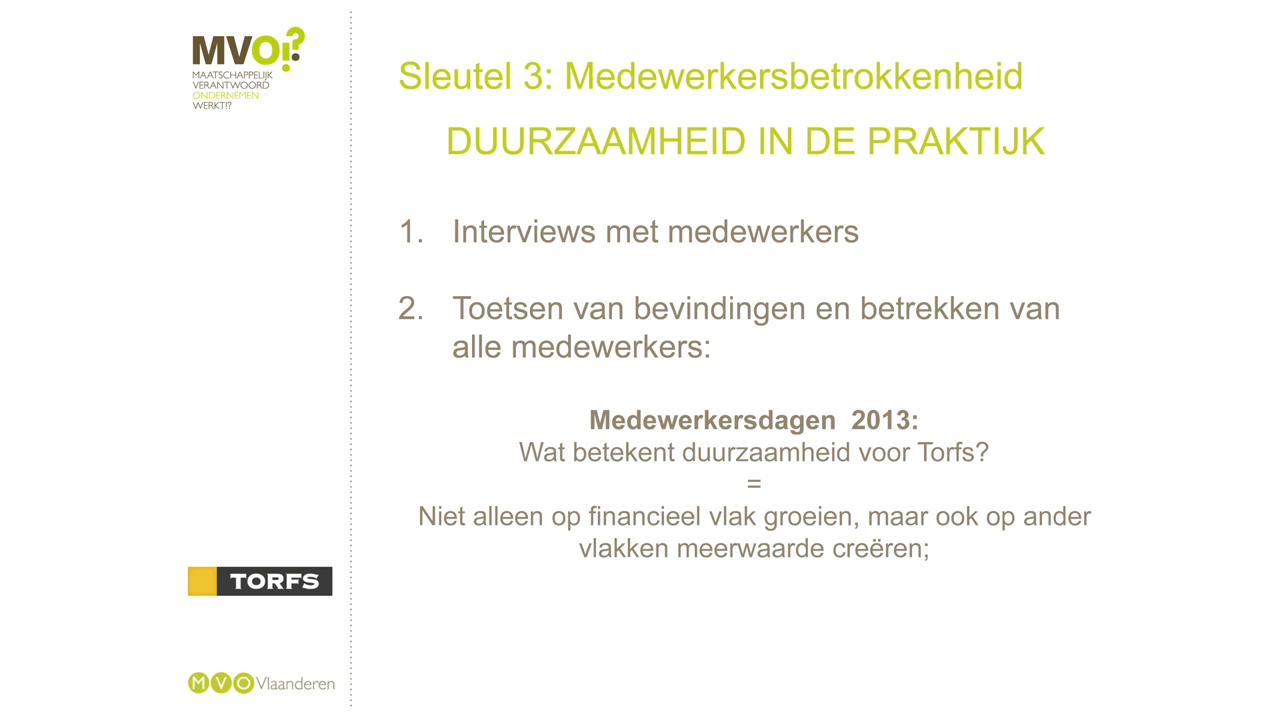 MVO!?
MAATSCHAPPELIJK
VERANTWOORD
ONDERNEMEN
WERKT!?
Sleutel 3: Medewerkersbetrokkenheid
DUURZAAMHEID IN DE PRAKTIJK
1. Interviews met medewerkers
2. Toetsen van bevindingen en betrekken van
alle medewerkers:
Medewerkersdagen 2013:
Wat betekent duurzaamheid voor Torfs?
=
Niet alleen op financieel vlak groeien, maar ook op ander
vlakken meerwaarde creëren;
TORFS
MVO Vlaanderen